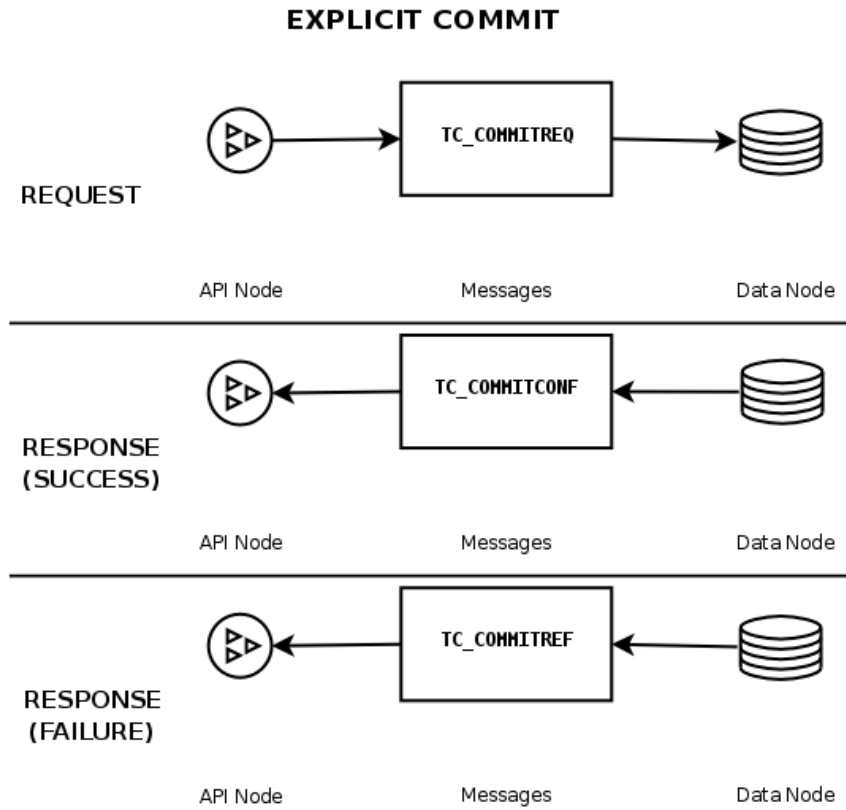 EXPLICIT COMMIT
TC_COMMITREQ
REQUEST
API Node Messages Data Node
TC_COMMITCONF
RESPONSE
(SUCCESS)
API Node Messages Data Node
TC_COMMITREF
RESPONSE
(FAILURE)
API Node Messages Data Node